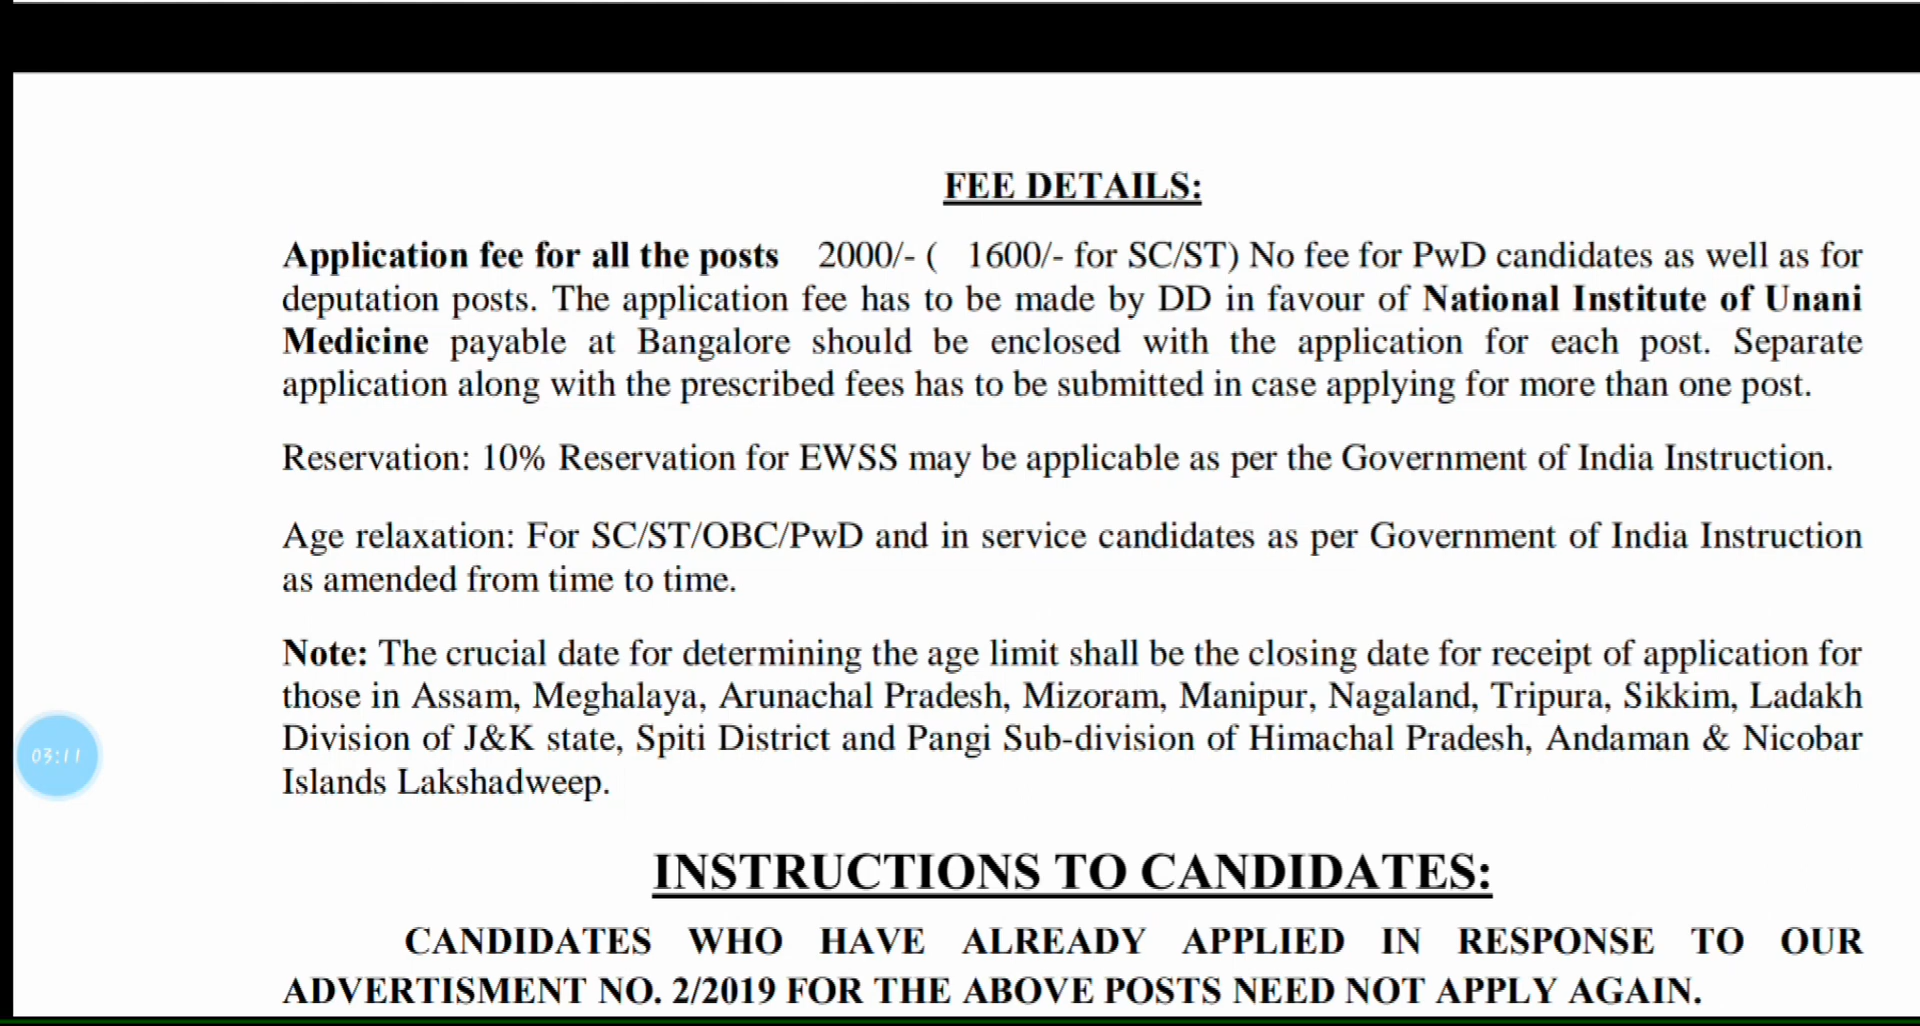 FEE DETAILS:
Application fee for all the posts 2000/- ( 1600/- for SC/ST) No fee for PwD candidates as well as for
deputation posts. The application fee has to be made by DD in favour of National Institute of Unani
Medicine payable at Bangalore should be enclosed with the application for each post. Separate
application along with the prescribed fees has to be submitted in case applying for more than one post.
Reservation: 10% Reservation for EWSS may be applicable as per the Government of India Instruction.
Age relaxation: For SC/ST/OBC/PwD and in service candidates as per Government of India Instruction
as amended from time to time.
Note: The crucial date for determining the age limit shall be the closing date for receipt of application for
those in Assam, Meghalaya, Arunachal Pradesh, Mizoram, Manipur, Nagaland, Tripura, Sikkim, Ladakh
Division of J&K state, Spiti District and Pangi Sub-division of Himachal Pradesh, Andaman & Nicobar
03:11
Islands Lakshadweep.
INSTRUCTIONS TO CANDIDATES:
CANDIDATES WHO HAVE ALREADY APPLIED IN RESPONSE TO OUR
ADVERTISMENT NO. 2/2019 FOR THE ABOVE POSTS NEED NOT APPLY AGAIN.